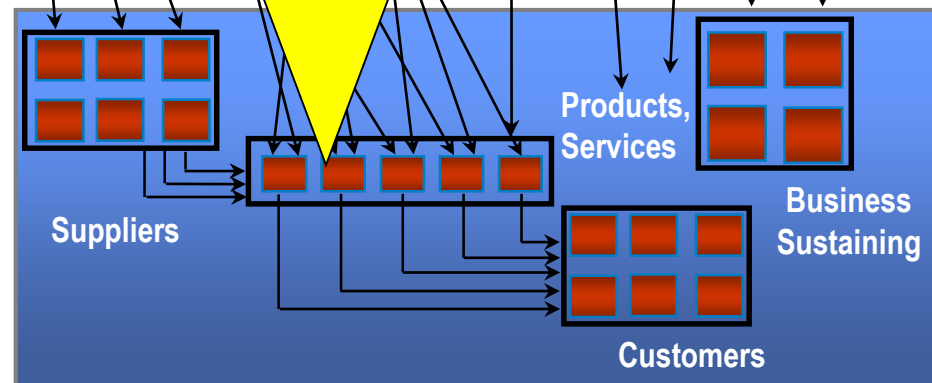 Products,
Services
Suppliers
Business
Sustaining
Customers